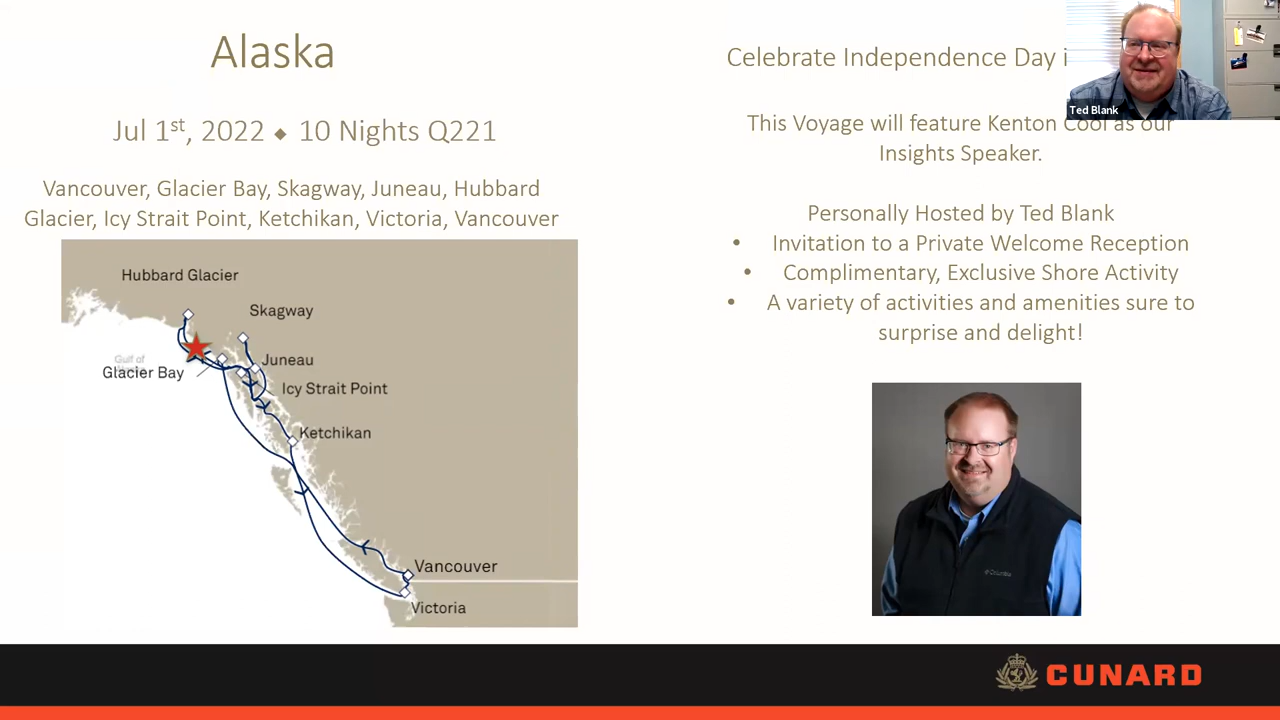 Alaska
Jul 1st, 2022 ◆ 10 Nights Q221
Vancouver, Glacier Bay, Skagway, Juneau, Hubbard
Glacier, Icy Strait Point, Ketchikan, Victoria, Vancouver
Hubbard Glacier
Skagway
Gulf of
Juneau
Glacier Bay
Icy Strait Point
Ketchikan
Vancouver
Victoria
Celebrate Independence Day
Ted Blank
This Voyage will feature Kenton Cool as our
Insights Speaker.
Personally Hosted by Ted Blank
• Invitation to a Private Welcome Reception
• Complimentary, Exclusive Shore Activity
• A variety of activities and amenities sure to
surprise and delight!
Columbia
CUNARD